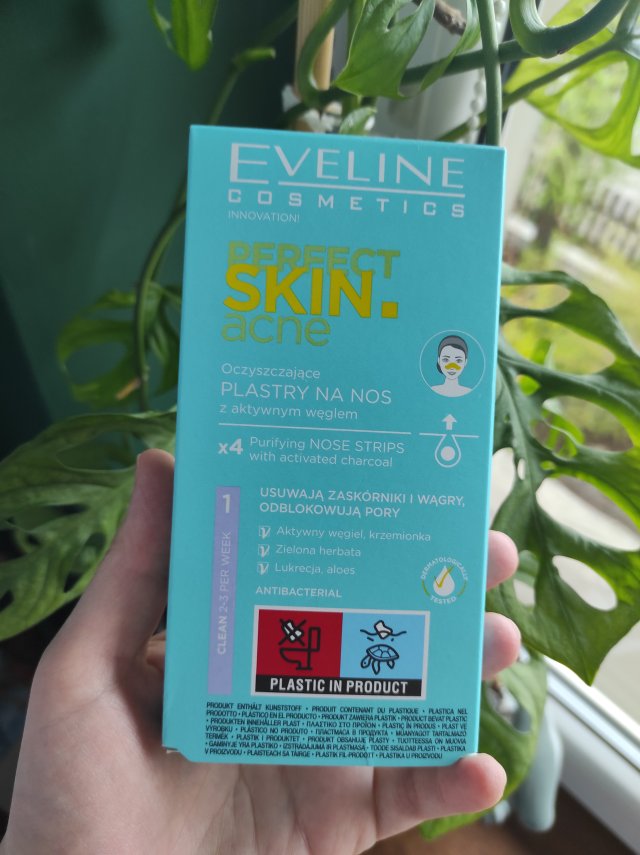 EVELINE
COSMETICS
INNOVATION!
PERFECT
SKIN.
acne
Oczyszczające
PLASTRY NA NOS
z aktywnym węglem
x4 Purifying NOSE STRIPS
with activated charcoal
1
CLEAN 2-3 PER WEEK
USUWAJĄ ZASKÓRNIKI I WĄGRY,
ODBLOKOWUJĄ PORY
Aktywny węgiel, krzemionka
Zielona herbata
Lukrecja, aloes
DERMATOLOGICALLY
TESTED
ANTIBACTERIAL
PLASTIC IN PRODUCT
PRODUKT ENTHÄLT KUNSTSTOFF • PRODUIT CONTENANT DU PLASTIQUE • PLASTICA NEL
PRODOTTO • PLÁSTICO EN EL PRODUCTO • PRODUKT ZAWIERA PLASTIK • PRODUCT BEVAT PLASTIC
• PRODUKTEN INNEHÅLLER PLAST • ΠΛΑΣΤΙΚΟ ΣΤΟ ΠΡΟΪΟΝ • PLASTIC ÎN PRODUS • PLAST VE
VÝROBKU • PLÁSTICO NO PRODUTO • ПЛАСТМАСА В ПРОДУКТА • MŰANYAGOT TARTALMAZÓ
TERMÉK • PLASTIK I PRODUKTET • PRODUKT OBSAHUJE PLASTY • TUOTTEESSA ON MUOVIA
• GAMINYJE YRA PLASTIKO • IZSTRĀDĀJUMĀ IR PLASTMASA • TOODE SISALDAB PLASTI • PLASTIKA
V PROIZVODU • PLAISTEACH SA TÁIRGE • PLASTIK FIL-PRODOTT • PLASTIKA U PROIZVODU